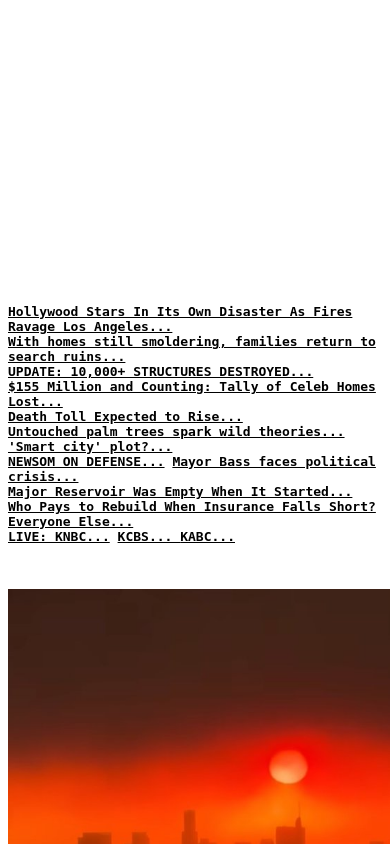 Hollywood Stars In Its Own Disaster As Fires
Ravage Los Angeles...
With homes still smoldering, families return to
search ruins...
UPDATE: 10,000+ STRUCTURES DESTROYED...
$155 Million and Counting: Tally of Celeb Homes
Lost...
Death Toll Expected to Rise...
Untouched palm trees spark wild theories...
'Smart city' plot?...
NEWSOM ON DEFENSE... Mayor Bass faces political
crisis...
Major Reservoir Was Empty When It Started...
Who Pays to Rebuild When Insurance Falls Short?
Everyone Else...
LIVE: KNBC... KCBS... KABC...